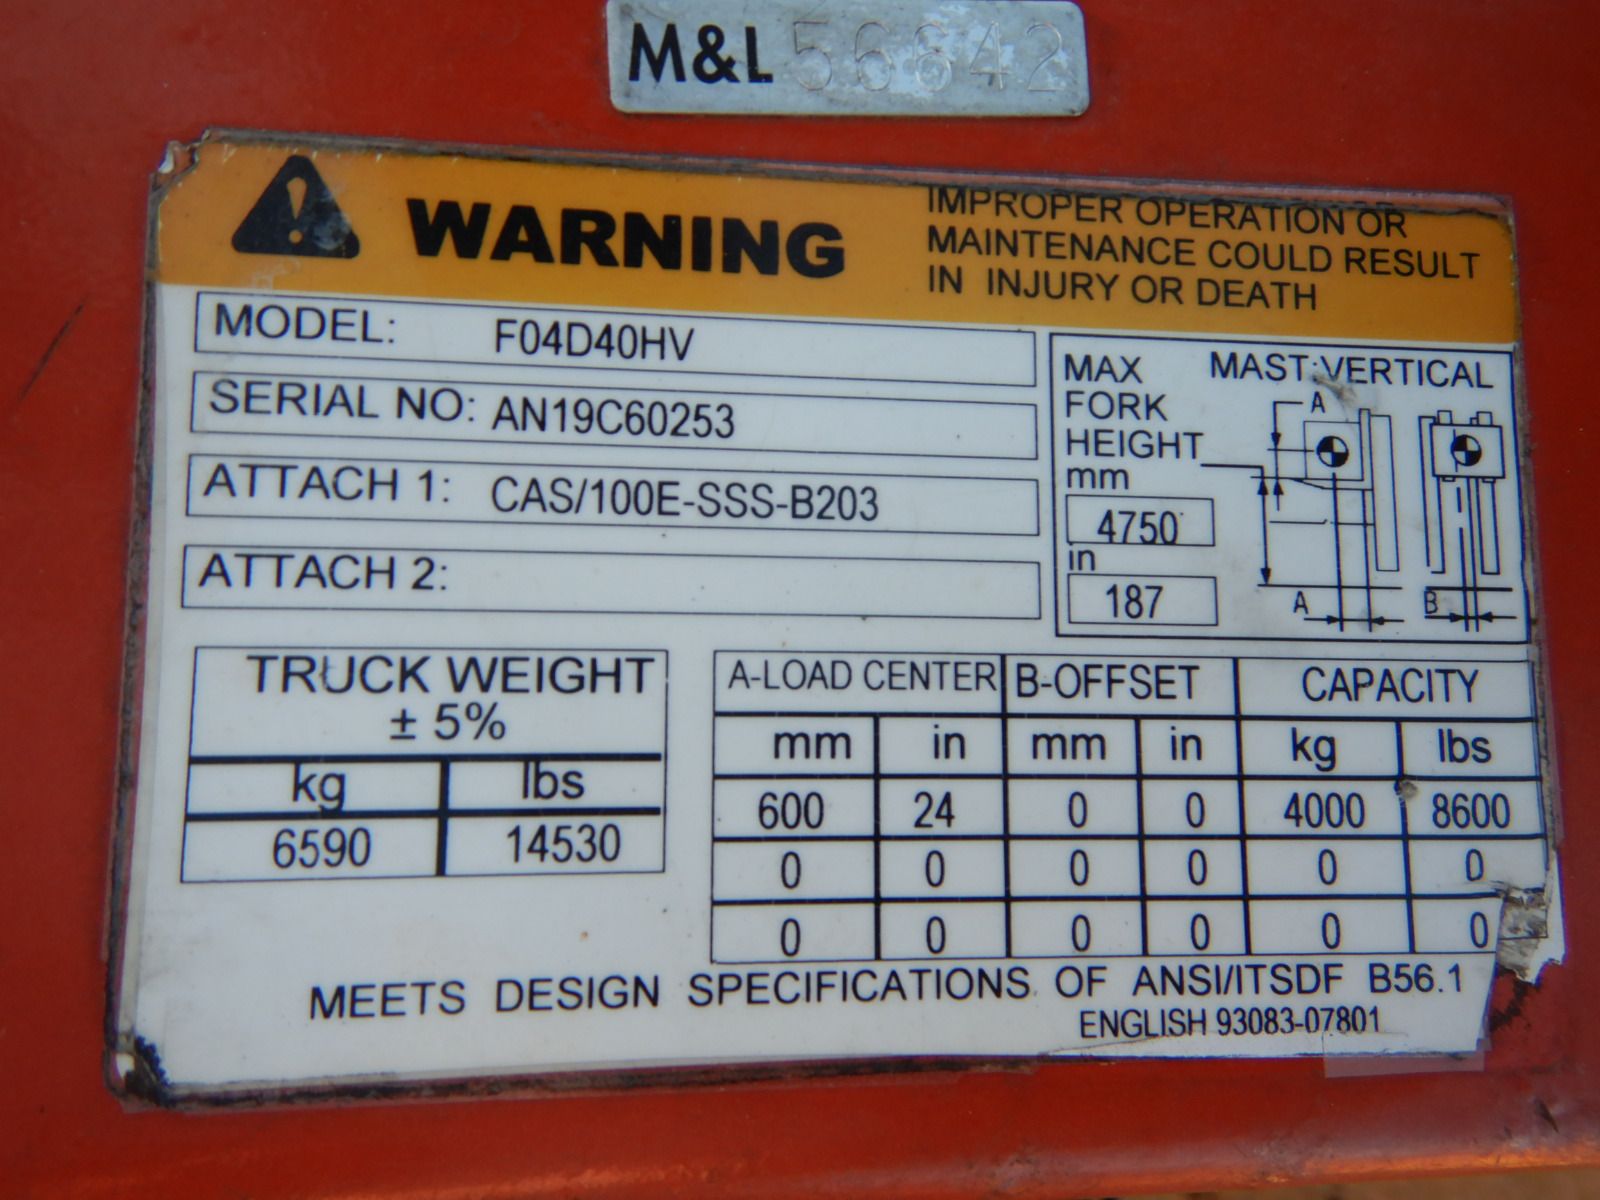 M&L 56642
WARNING
IMPROPER OPERATION OR
MAINTENANCE COULD RESULT
IN INJURY OR DEATH
MODEL: F04D40HV
SERIAL NO: AN19C60253
ATTACH 1: CAS/100E-SSS-B203
ATTACH 2:
MAX FORK HEIGHT
mm
4750
in
187
MAST:VERTICAL
A
A
B
TRUCK WEIGHT
± 5%
kg lbs
6590 14530
A-LOAD CENTER B-OFFSET CAPACITY
mm in mm in kg lbs
600 24 0 0 4000 8600
0 0 0 0 0 0
0 0 0 0 0 0
MEETS DESIGN SPECIFICATIONS OF ANSI/ITSDF B56.1
ENGLISH 93083-07801